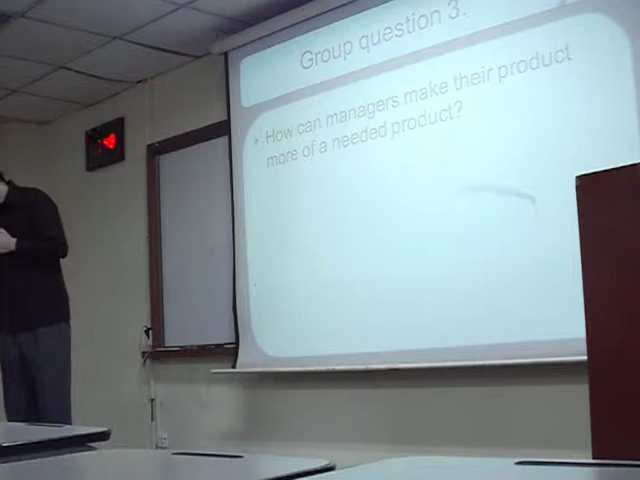 Group question 3.
How can managers make their product
more of a needed product?